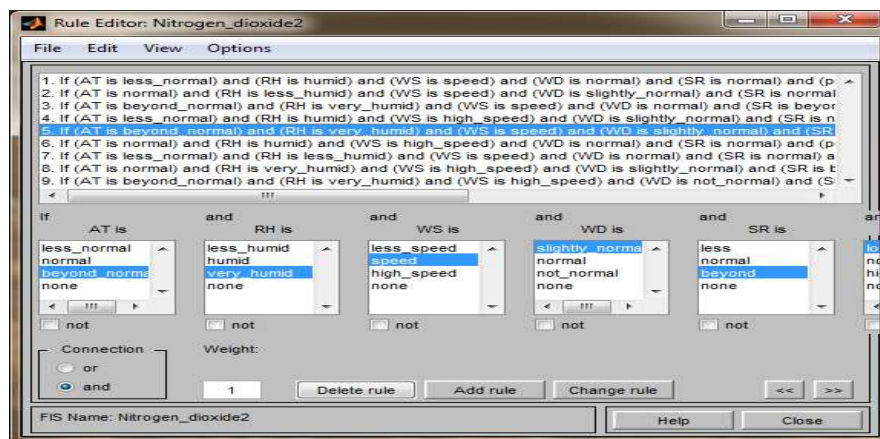 Rule Editor: Nitrogen_dioxide2
File Edit View Options
1. If (AT is less_normal) and (RH is humid) and (WS is speed) and (WD is normal) and (SR is normal) and (p
2. If (AT is normal) and (RH is less_humid) and (WS is speed) and (WD is slightly_normal) and (SR is normal
3. If (AT is beyond_normal) and (RH is very_humid) and (WS is speed) and (WD is normal) and (SR is beyor
4. If (AT is less_normal) and (RH is humid) and (WS is high_speed) and (WD is slightly_normal) and (SR is n
5. If (AT is beyond_normal) and (RH is very_humid) and (WS is speed) and (WD is slightly_normal) and (SR
6. If (AT is normal) and (RH is humid) and (WS is high_speed) and (WD is normal) and (SR is normal) and (p
7. If (AT is less_normal) and (RH is less_humid) and (WS is speed) and (WD is normal) and (SR is normal) a
8. If (AT is normal) and (RH is very_humid) and (WS is high_speed) and (WD is slightly_normal) and (SR is b
9. If (AT is beyond_normal) and (RH is very_humid) and (WS is high_speed) and (WD is not_normal) and (S
If and and and and ar
AT is RH is WS is WD is SR is
less_normal less_humid less_speed slightly_norma less lo
normal humid speed normal normal no
beyond_norma very_humid high_speed not_normal beyond hi
none none none none none no
not not not not not
Connection Weight:
or
and 1 Delete rule Add rule Change rule << >>
FIS Name: Nitrogen_dioxide2 Help Close